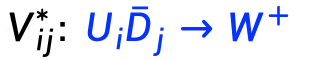 V*ij: UiD̄j → W+